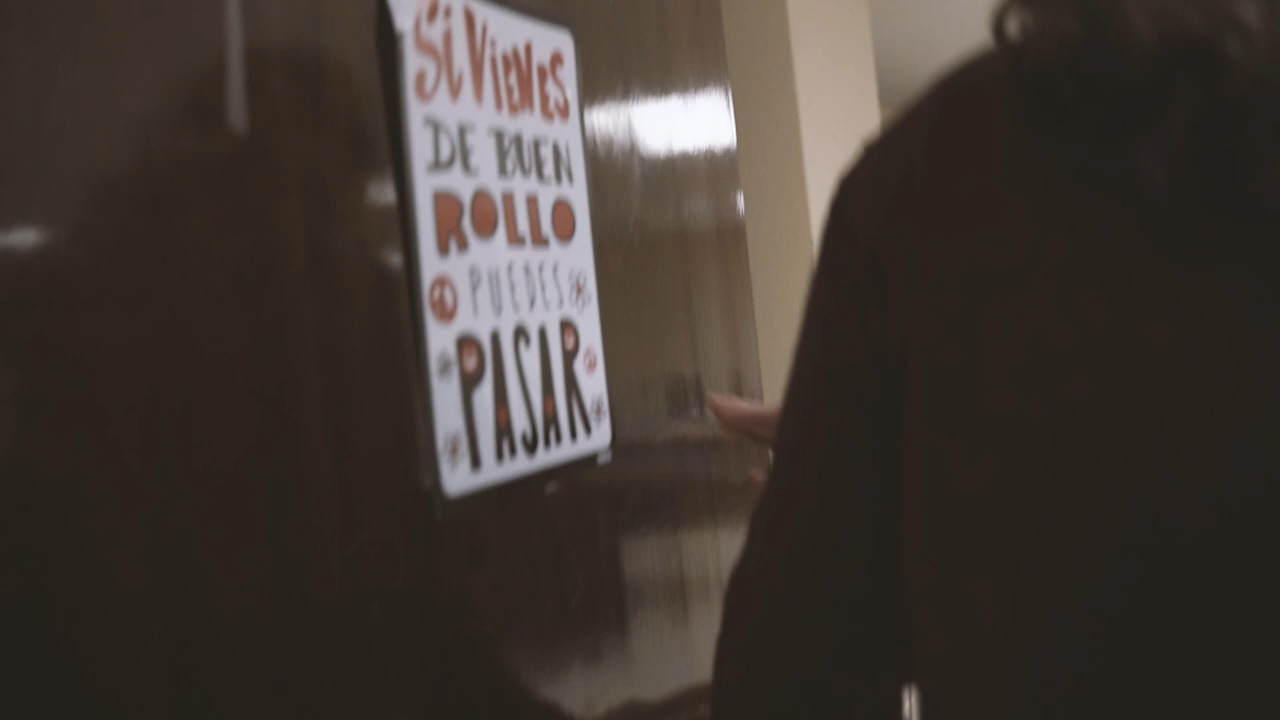 Si ViENES
DE BUEN
ROLLO
PUEDES
PASAR